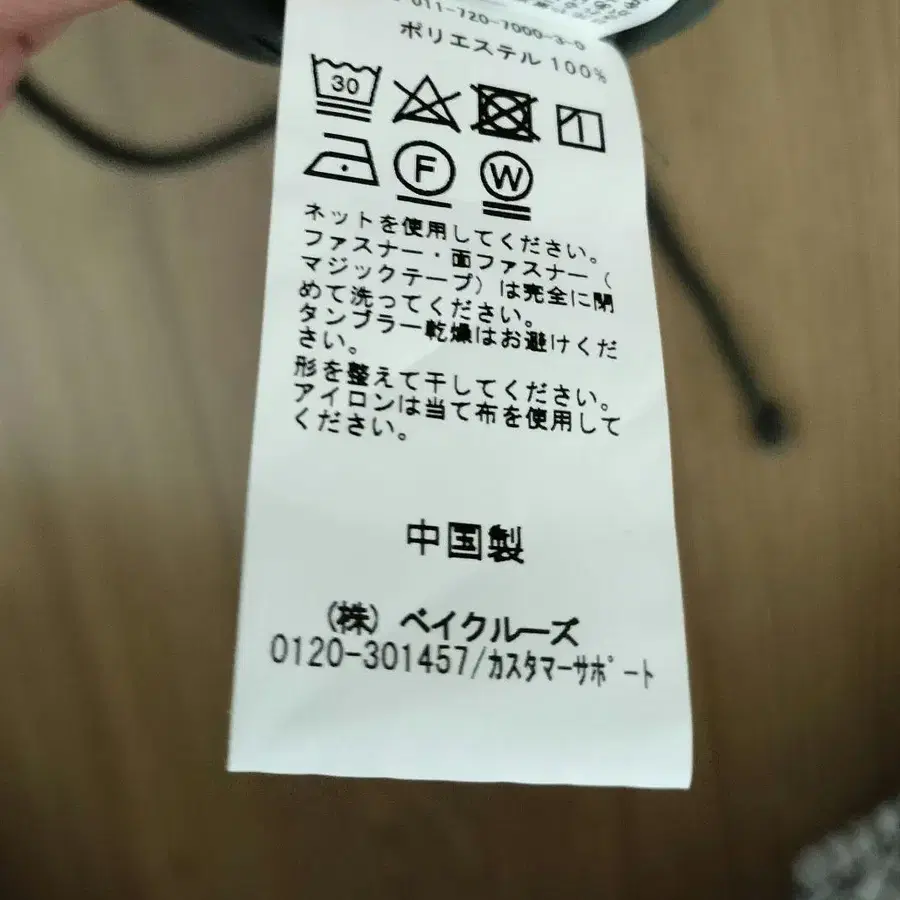 011-720-7000-3-0
ポリエステル 100%
30
F
W
ネットを使用してください。
ファスナー・面ファスナー(
マジックテープ)は完全に閉
めて洗ってください。
タンブラー乾燥はお避けくだ
さい。
形を整えて干してください。
アイロンは当て布を使用して
ください。
中国製
(株) ベイクルーズ
0120-301457/カスタマーサポート